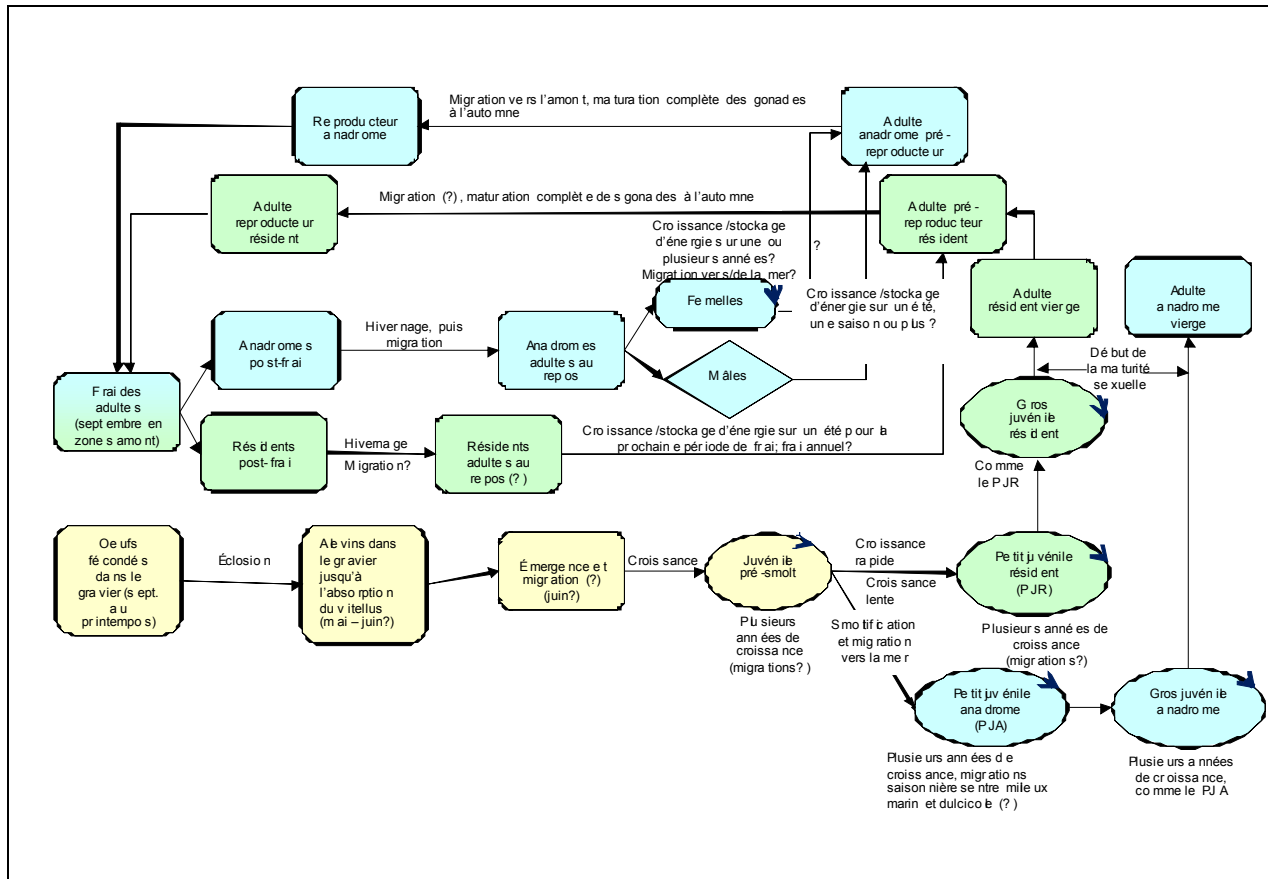 Migration vers l'amont, maturation complète des gonades
à l'automne
Reproducteur
anadrome
Adulte
anadrome pré-
reproducteur
Adulte
reproducteur
résident
Migration (?), maturation complète des gonades à l'automne
Adulte pré-
reproducteur
résident
Croissance/stockage
d'énergie sur une ou
plusieurs années?
Migration vers/de la mer?
?
Femelles
Croissance/stockage
d'énergie sur un été,
une saison ou plus ?
Adulte
résident vierge
Adulte
anadrome
vierge
Anadromes
post-frai
Hivernage, puis
migration
Anadromes
adultes au
repos
Mâles
Début de
la maturité
sexuelle
Frai des
adultes
(septembre en
zones amont)
Gros
juvénile
résident
Résidents
post-frai
Hivernage
Migration?
Résidents
adultes au
repos (?)
Croissance/stockage d'énergie sur un été pour la
prochaine période de frai; frai annuel?
Comme
le PJR
Oeufs
fécondés
dans le
gravier (sept.
au
printemps)
Éclosion
Alevins dans
le gravier
jusqu'à
l'absorption
du vitellus
(mai – juin?)
Émergence et
migration (?)
(juin?)
Croissance
Juvénile
pré-smolt
Plusieurs
années de
croissance
(migrations?)
Croissance
rapide
Croissance
lente
Petit juvénile
résident
(PJR)
Plusieurs années de
croissance
(migrations?)
Smoltification
et migration
vers la mer
Petit juvénile
anadrome
(PJA)
Gros juvénile
anadrome
Plusieurs années de
croissance, migrations
saisonnières entre milieux
marin et dulcicole (?)
Plusieurs années
de croissance,
comme le PJA